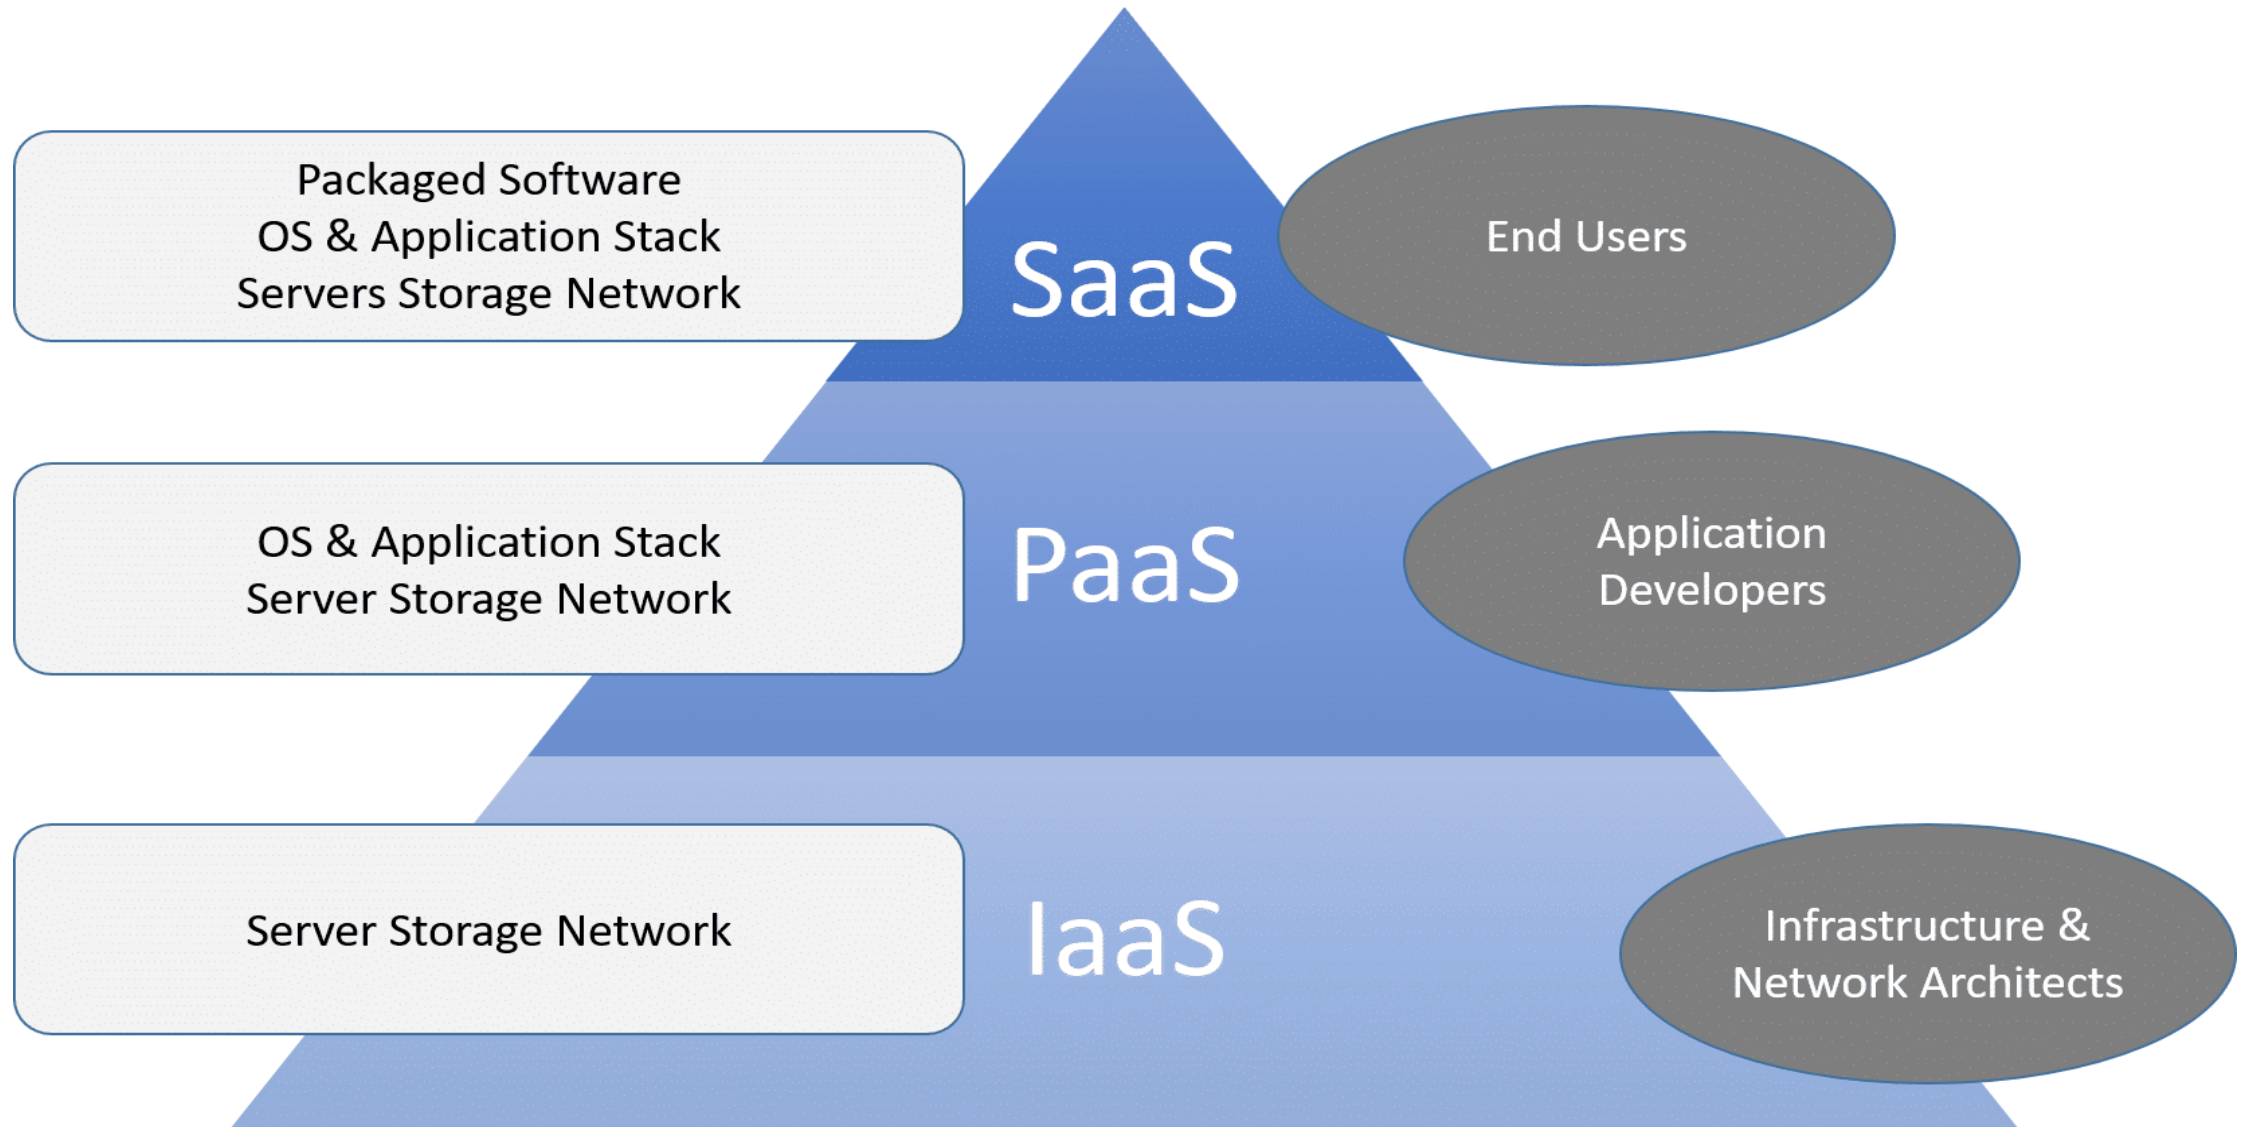 Packaged Software
OS & Application Stack
Servers Storage Network
SaaS
End Users
OS & Application Stack
Server Storage Network
PaaS
Application
Developers
Server Storage Network
IaaS
Infrastructure &
Network Architects